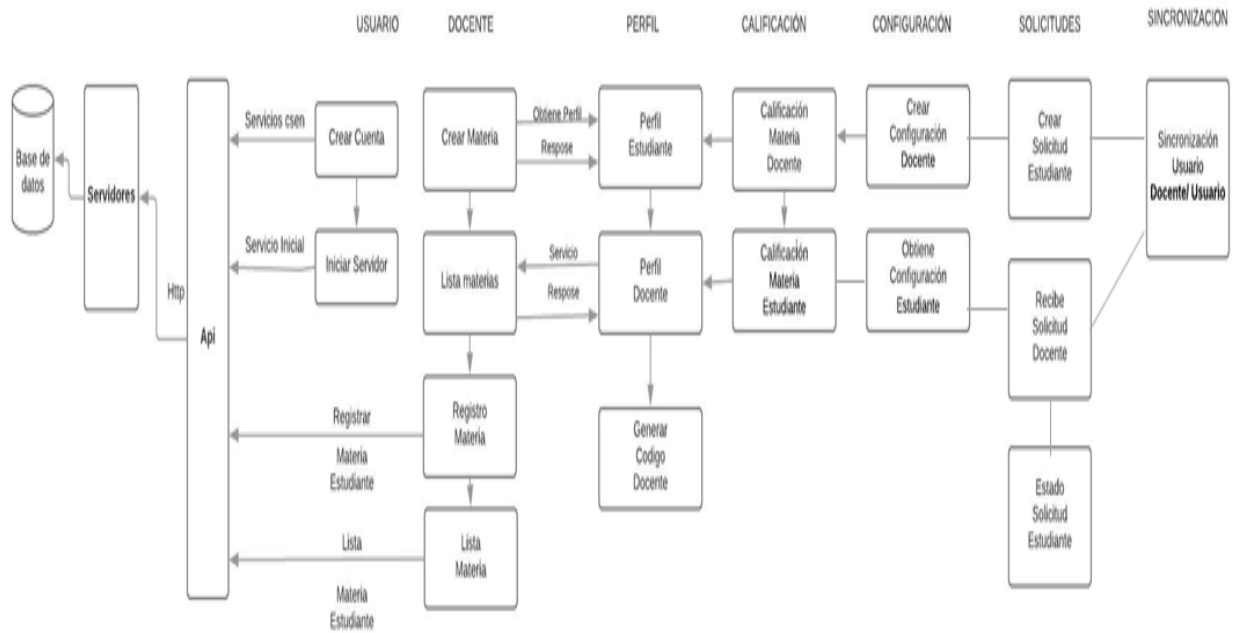 USUARIO
DOCENTE
PERFIL
CALIFICACIÓN
CONFIGURACIÓN
SOLICITUDES
SINCRONIZACION
Base de
datos
Servidores
Http
Api
Servicios csen
Crear Cuenta
Servicio Inicial
Iniciar Servidor
Registrar
Materia
Estudiante
Lista
Materia
Estudiante
Crear Materia
Lista materias
Registro
Materia
Lista
Materia
Obtiene Perfil
Respose
Servicio
Respose
Perfil
Estudiante
Perfil
Docente
Generar
Codigo
Docente
Calificación
Materia
Docente
Calificación
Materia
Estudiante
Crear
Configuración
Docente
Obtiene
Configuración
Estudiante
Crear
Solicitud
Estudiante
Recibe
Solicitud
Docente
Estado
Solicitud
Estudiante
Sincronización
Usuario
Docente/ Usuario